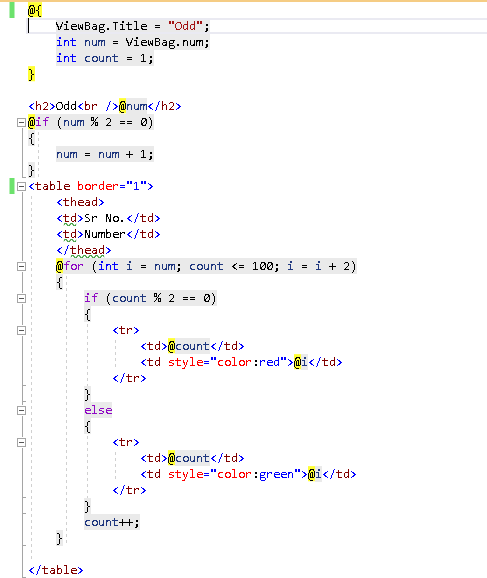 @{
    ViewBag.Title = "Odd";
    int num = ViewBag.num;
    int count = 1;
}
<h2>Odd<br />@num</h2>
@if (num % 2 == 0)
{
    num = num + 1;
}
<table border="1">
    <thead>
    <td>Sr No.</td>
    <td>Number</td>
    </thead>
    @for (int i = num; count <= 100; i = i + 2)
    {
        if (count % 2 == 0)
        {
            <tr>
                <td>@count</td>
                <td style="color:red">@i</td>
            </tr>
        }
        else
        {
            <tr>
                <td>@count</td>
                <td style="color:green">@i</td>
            </tr>
        }
        count++;
    }
</table>